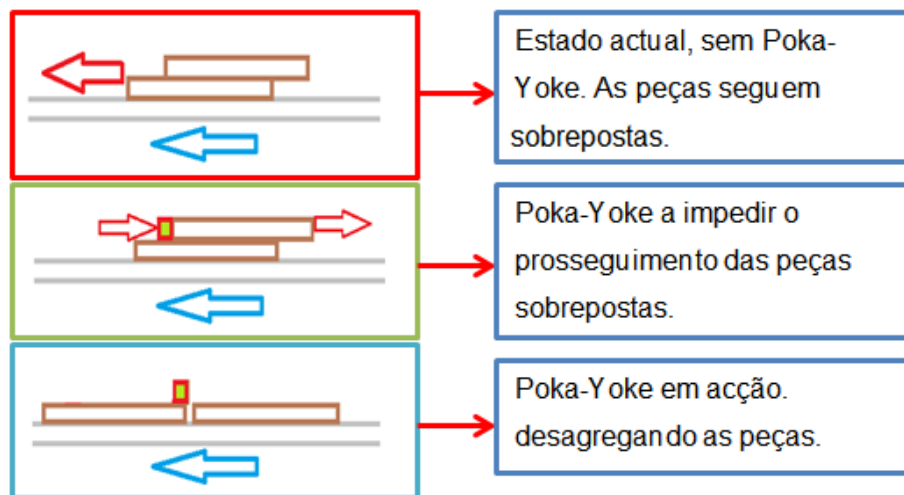 Estado actual, sem Poka-
Yoke. As peças seguem
sobrepostas.
Poka-Yoke a impedir o
prosseguimento das peças
sobrepostas.
Poka-Yoke em acção.
desagregando as peças.